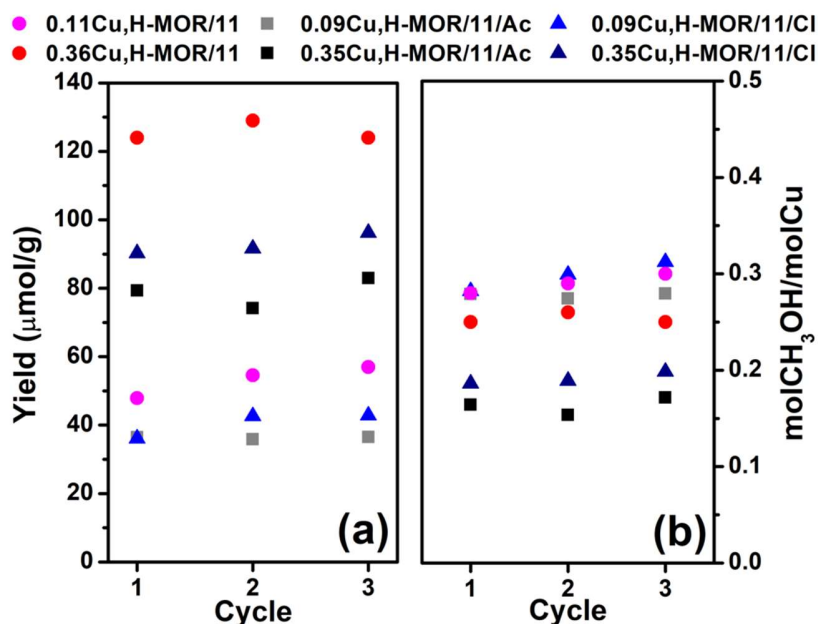 0.11Cu,H-MOR/11 0.09Cu,H-MOR/11/Ac 0.09Cu,H-MOR/11/Cl
0.36Cu,H-MOR/11 0.35Cu,H-MOR/11/Ac 0.35Cu,H-MOR/11/Cl
140
120
100
80
60
40
20
0
Yield (μmol/g)
1 2 3
Cycle
(a)
0.5
0.4
0.3
0.2
0.1
0.0
molCH₃OH/molCu
1 2 3
Cycle
(b)